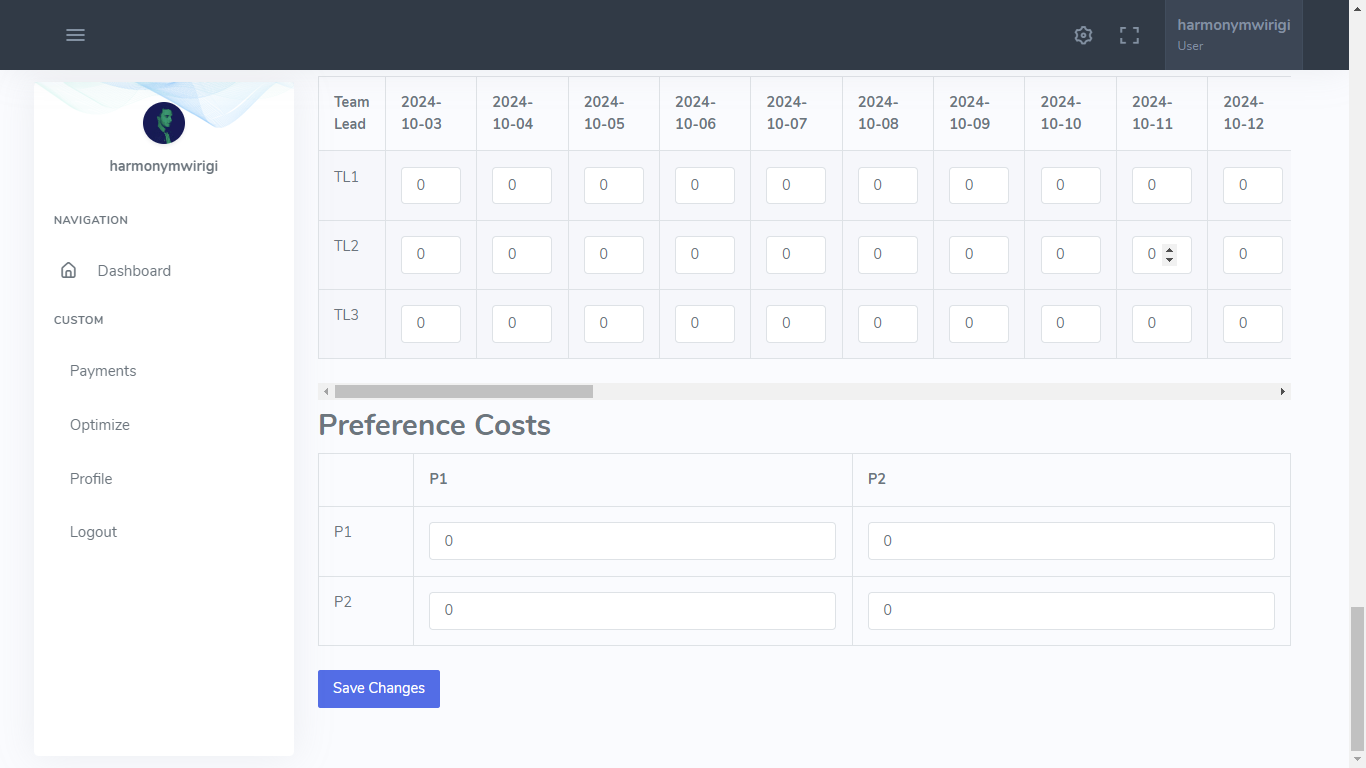 harmonymwirigi
User
harmonymwirigi
NAVIGATION
Dashboard
CUSTOM
Payments
Optimize
Profile
Logout
Team Lead 2024-10-03 2024-10-04 2024-10-05 2024-10-06 2024-10-07 2024-10-08 2024-10-09 2024-10-10 2024-10-11 2024-10-12
TL1 0 0 0 0 0 0 0 0 0 0
TL2 0 0 0 0 0 0 0 0 0 0
TL3 0 0 0 0 0 0 0 0 0 0
Preference Costs
P1 P2
P1 0 0
P2 0 0
Save Changes